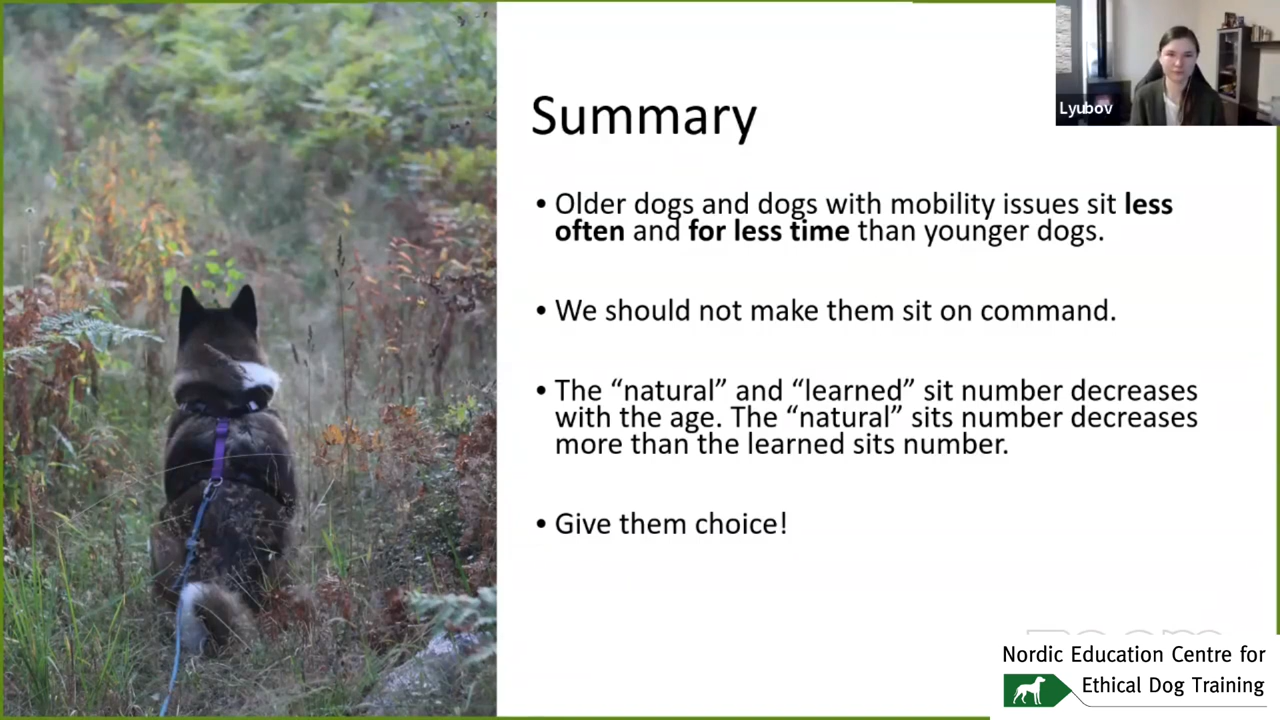 Summary
• Older dogs and dogs with mobility issues sit less
often and for less time than younger dogs.
• We should not make them sit on command.
• The “natural” and “learned” sit number decreases
with the age. The “natural” sits number decreases
more than the learned sits number.
• Give them choice!
Lyubov
zoom
Nordic Education Centre for
Ethical Dog Training